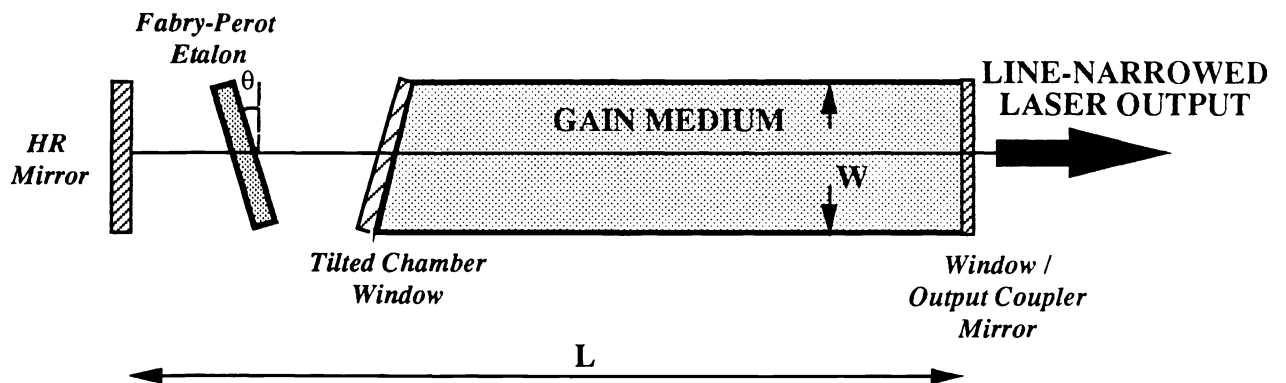 Fabry-Perot
Etalon
θ
HR
Mirror
GAIN MEDIUM
W
LINE-NARROWED
LASER OUTPUT
Tilted Chamber
Window
Window /
Output Coupler
Mirror
L